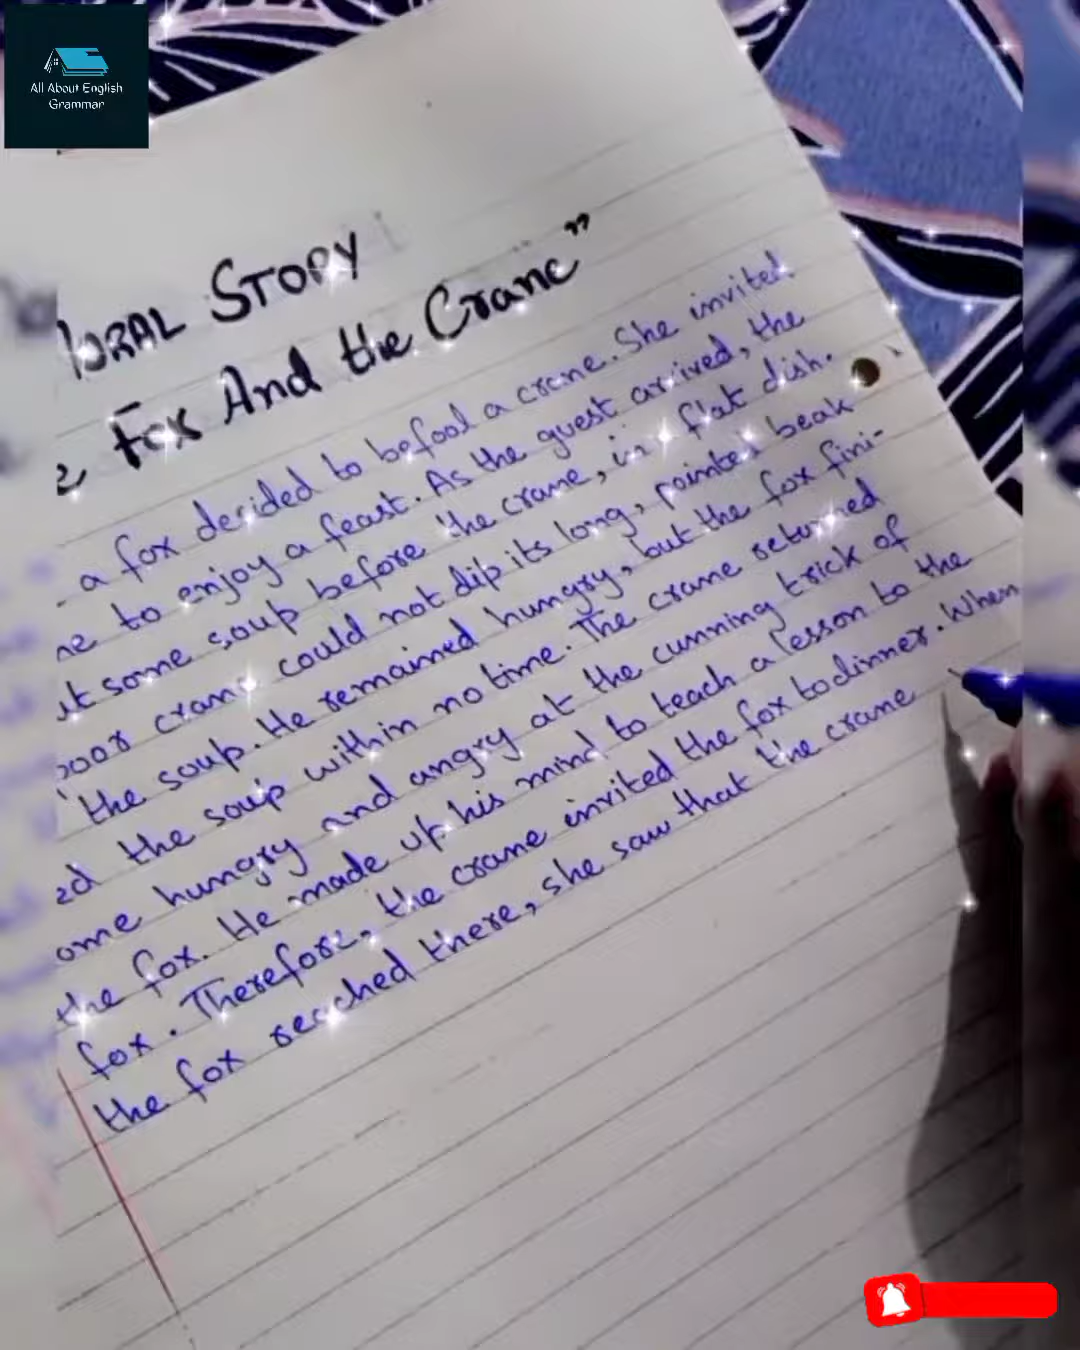 All About English
Grammar
ORAL STORY
Fox And the Crane"
a fox decided to befool a crane. She invited
to enjoy a feast. As the guest arrived, the
some soup before the crane, in flat dish.
crane could not dip its long, pointed beak
the soup. He remained hungry, but the fox fini-
ed the soup within no time. The crane returned
ome hungry and angry at the cunning trick of
the fox. He made up his mind to teach a lesson to the
fox. Therefore, the crane invited the fox to dinner. When
the fox reached there, she saw that the crane